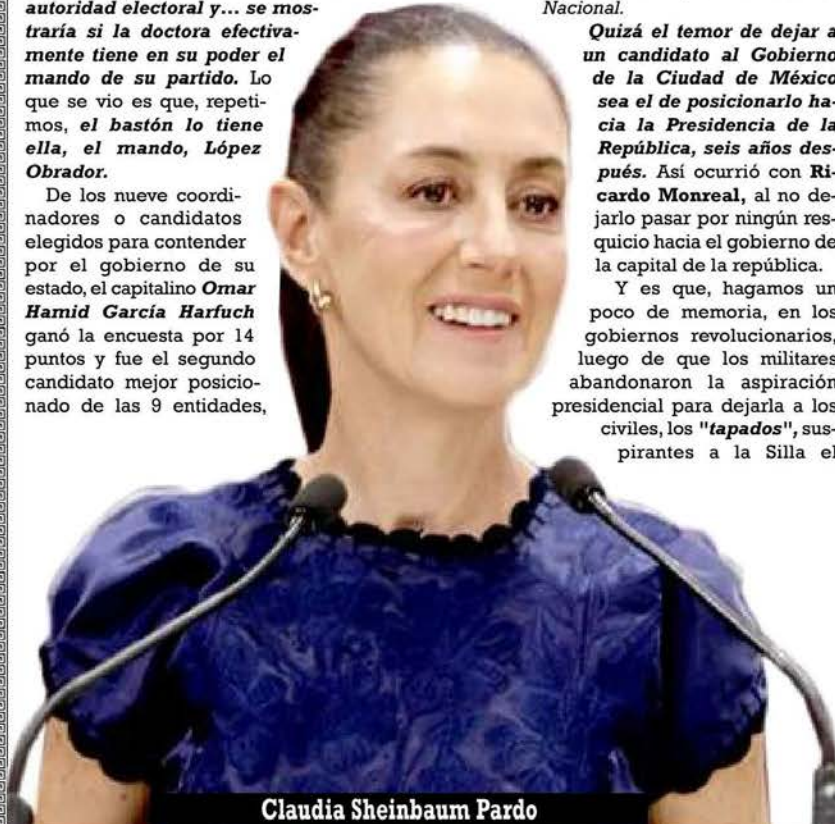 autoridad electoral y... se mos-
traría si la doctora efectiva-
mente tiene en su poder el
mando de su partido. Lo
que se vio es que, repeti-
mos, el bastón lo tiene
ella, el mando, López
Obrador.
De los nueve coordi-
nadores o candidatos
elegidos para contender
por el gobierno de su
estado, el capitalino Omar
Hamid García Harfuch
ganó la encuesta por 14
puntos y fue el segundo
candidato mejor posicio-
nado de las 9 entidades,
Nacional.
Quizá el temor de dejar a
un candidato al Gobierno
de la Ciudad de México
sea el de posicionarlo ha-
cia la Presidencia de la
República, seis años des-
pués. Así ocurrió con Ri-
cardo Monreal, al no de-
jarlo pasar por ningún res-
quicio hacia el gobierno de
la capital de la república.
Y es que, hagamos un
poco de memoria, en los
gobiernos revolucionarios,
luego de que los militares
abandonaron la aspiración
presidencial para dejarla a los
civiles, los "tapados", sus-
pirantes a la Silla el
Claudia Sheinbaum Pardo